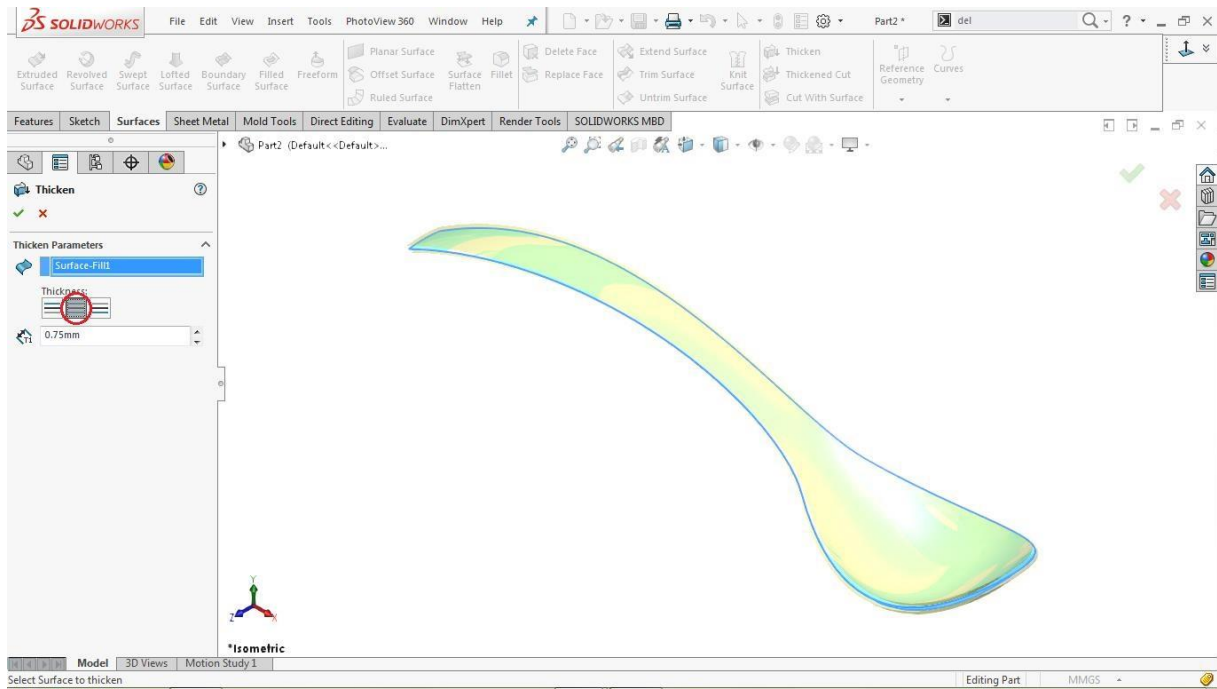 SOLIDWORKS File Edit View Insert Tools PhotoView 360 Window Help Part2 * del ?
Extruded Surface
Revolved Surface
Swept Surface
Lofted Surface
Boundary Surface
Filled Surface
Freeform
Planar Surface
Offset Surface
Ruled Surface
Surface Flatten
Fillet
Delete Face
Replace Face
Extend Surface
Trim Surface
Untrim Surface
Knit Surface
Thicken
Thickened Cut
Cut With Surface
Reference Geometry
Curves
Features Sketch Surfaces Sheet Metal Mold Tools Direct Editing Evaluate DimXpert Render Tools SOLIDWORKS MBD
Part2 (Default<<Default>...
Thicken ?
Thicken Parameters
Surface-Fill1
Thickness:
T1 0.75mm
Y
Z X
*Isometric
Model 3D Views Motion Study 1
Select Surface to thicken Editing Part MMGS